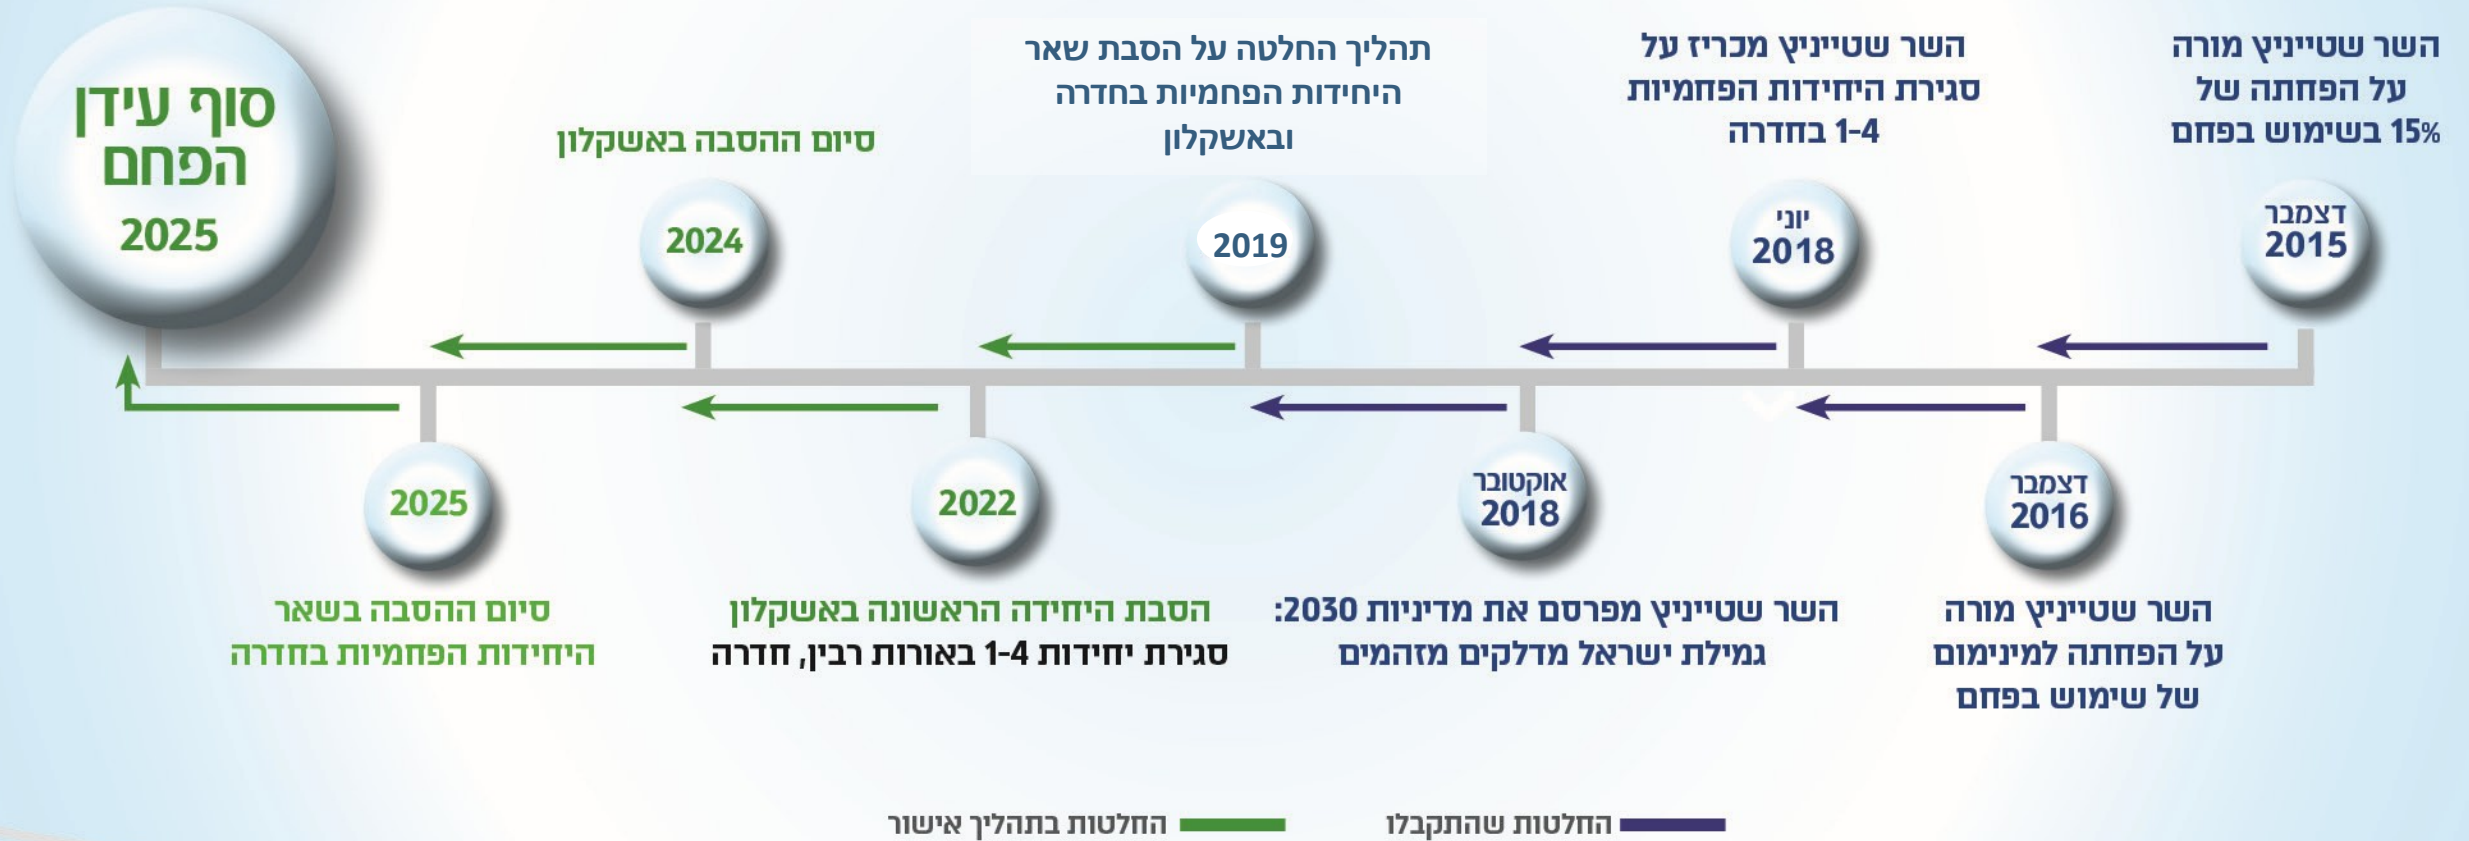 השר שטייניץ מורה
על הפחתה של
15% בשימוש בפחם
דצמבר
2015
דצמבר
2016
השר שטייניץ מורה
על הפחתה למינימום
של שימוש בפחם
השר שטייניץ מכריז על
סגירת היחידות הפחמיות
1-4 בחדרה
יוני
2018
אוקטובר
2018
השר שטייניץ מפרסם את מדיניות 2030:
גמילת ישראל מדלקים מזהמים
תהליך החלטה על הסבת שאר
היחידות הפחמיות בחדרה
ובאשקלון
2019
2022
הסבת היחידה הראשונה באשקלון
סגירת יחידות 1-4 באורות רבין, חדרה
סיום ההסבה באשקלון
2024
2025
סיום ההסבה בשאר
היחידות הפחמיות בחדרה
סוף עידן
הפחם
2025
החלטות שהתקבלו
החלטות בתהליך אישור